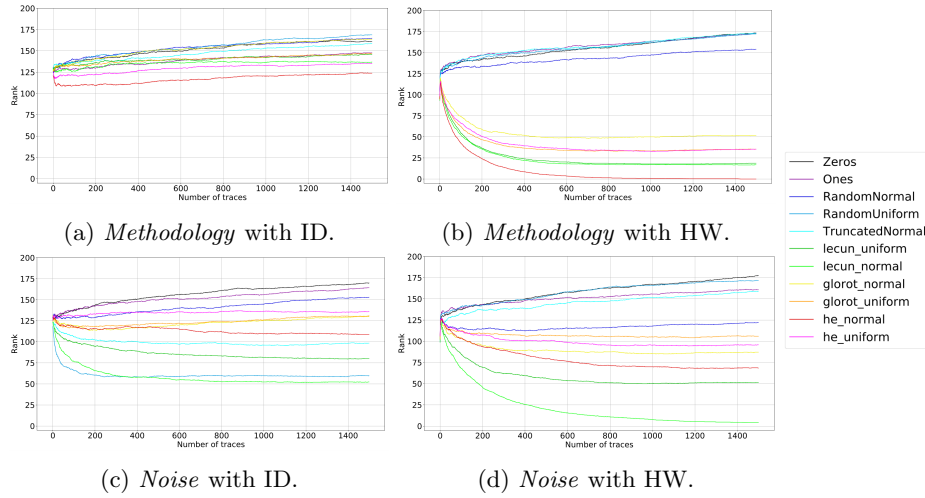 200
175
150
125
100
75
50
25
0
Rank
0 200 400 600 800 1000 1200 1400
Number of traces
(a) Methodology with ID.
200
175
150
125
100
75
50
25
0
Rank
0 200 400 600 800 1000 1200 1400
Number of traces
(b) Methodology with HW.
200
175
150
125
100
75
50
25
0
Rank
0 200 400 600 800 1000 1200 1400
Number of traces
(c) Noise with ID.
200
175
150
125
100
75
50
25
0
Rank
0 200 400 600 800 1000 1200 1400
Number of traces
(d) Noise with HW.
Zeros
Ones
RandomNormal
RandomUniform
TruncatedNormal
lecun_uniform
lecun_normal
glorot_normal
glorot_uniform
he_normal
he_uniform